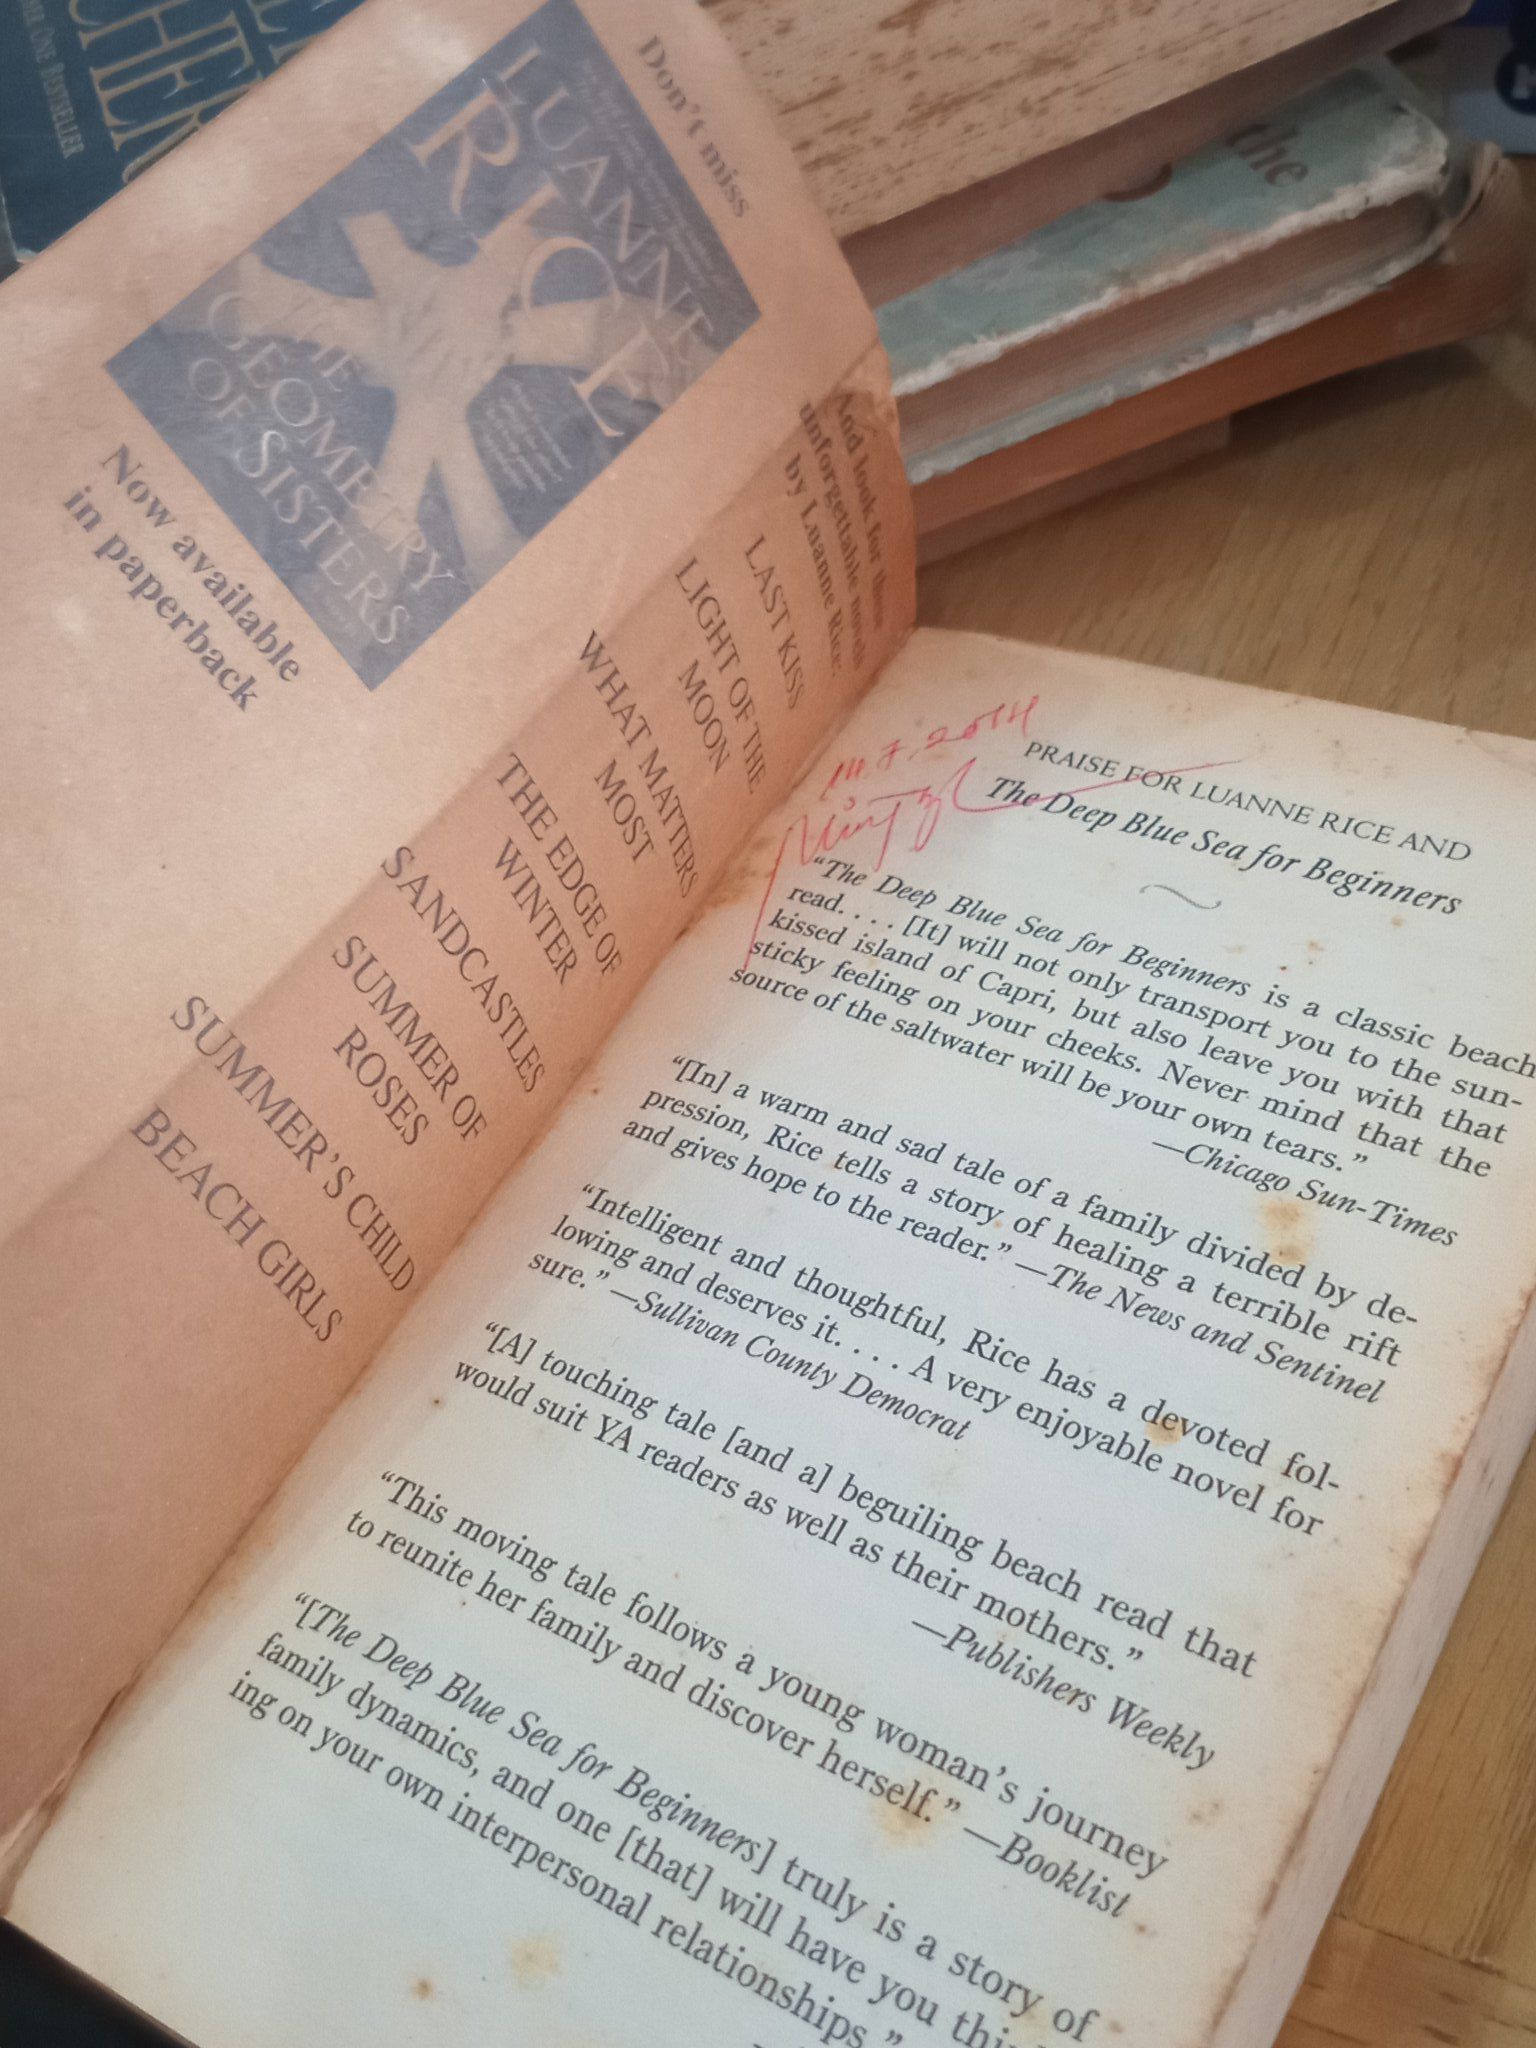 BESTSELLER
Don't miss
LUANNE
RICE
THE
GEOMETRY
OF SISTERS
Now available
in paperback
And look for these
unforgettable novels
by Luanne Rice:
LAST KISS
LIGHT OF THE
MOON
WHAT MATTERS
MOST
THE EDGE OF
WINTER
SANDCASTLES
SUMMER OF
ROSES
SUMMER'S CHILD
BEACH GIRLS
the
14.7.2014
PRAISE FOR LUANNE RICE AND
The Deep Blue Sea for Beginners
“The Deep Blue Sea for Beginners is a classic beach
read. . . . [It] will not only transport you to the sun-
kissed island of Capri, but also leave you with that
sticky feeling on your cheeks. Never mind that the
source of the saltwater will be your own tears.”
—Chicago Sun-Times
“[In] a warm and sad tale of a family divided by de-
pression, Rice tells a story of healing a terrible rift
and gives hope to the reader.” —The News and Sentinel
“Intelligent and thoughtful, Rice has a devoted fol-
lowing and deserves it. . . . A very enjoyable novel for
sure.” —Sullivan County Democrat
“[A] touching tale [and a] beguiling beach read that
would suit YA readers as well as their mothers.”
—Publishers Weekly
“This moving tale follows a young woman's journey
to reunite her family and discover herself.” —Booklist
“[The Deep Blue Sea for Beginners] truly is a story of
family dynamics, and one [that] will have you
ing on your own interpersonal relationships.”